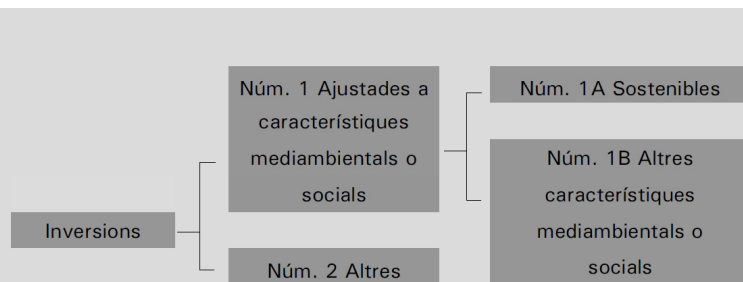 Inversions
Núm. 1 Ajustades a
característiques
mediambientals o
socials
Núm. 2 Altres
Núm. 1A Sostenibles
Núm. 1B Altres
característiques
mediambientals o
socials